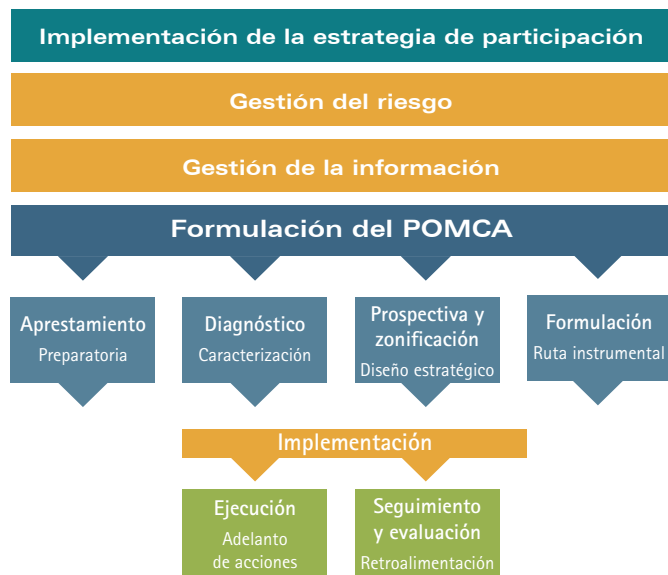 Implementación de la estrategia de participación
Gestión del riesgo
Gestión de la información
Formulación del POMCA
Aprestamiento
Preparatoria
Diagnóstico
Caracterización
Prospectiva y
zonificación
Diseño estratégico
Formulación
Ruta instrumental
Implementación
Ejecución
Adelanto
de acciones
Seguimiento
y evaluación
Retroalimentación